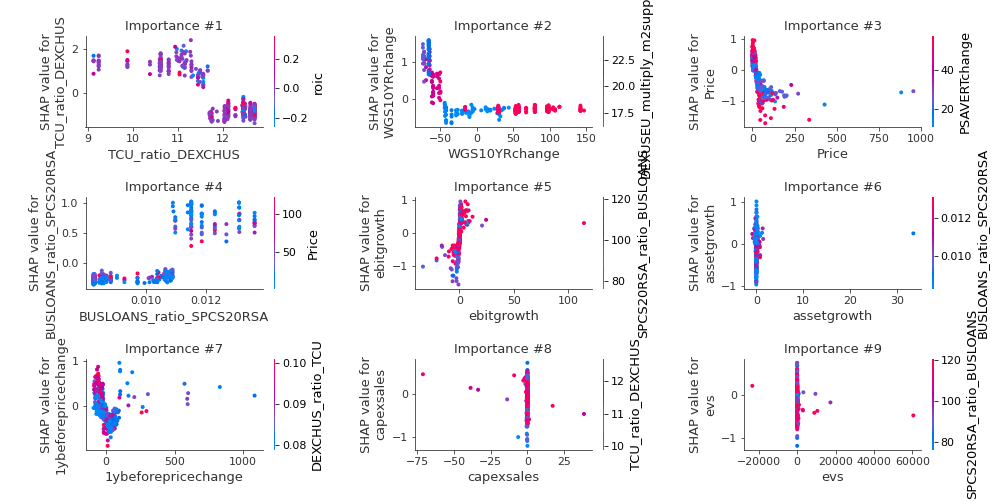 Importance #1
SHAP value for
TCU_ratio_DEXCHUS
2
0
9
10
11
12
TCU_ratio_DEXCHUS
0.2
0.0
−0.2
roic
Importance #2
SHAP value for
WGS10YRchange
1
0
−50
0
50
100
150
WGS10YRchange
22.5
20.0
17.5
DEXUSEU_multiply_m2supp
Importance #3
SHAP value for
Price
1
0
−1
0
250
500
750
1000
Price
40
20
PSAVERTchange
Importance #4
SHAP value for
BUSLOANS_ratio_SPCS20RSA
1.0
0.5
0.0
0.010
0.012
BUSLOANS_ratio_SPCS20RSA
100
50
Price
Importance #5
SHAP value for
ebitgrowth
1
0
−1
0
50
100
ebitgrowth
120
100
80
SPCS20RSA_ratio_BUSLOANS
Importance #6
SHAP value for
assetgrowth
1
0
−1
0
10
20
30
assetgrowth
0.012
0.010
BUSLOANS_ratio_SPCS20RSA
Importance #7
SHAP value for
1ybeforepricechange
1
0
0
500
1000
1ybeforepricechange
0.10
0.09
0.08
DEXCHUS_ratio_TCU
Importance #8
SHAP value for
capexsales
0
−1
−75
−50
−25
0
25
capexsales
12
11
10
TCU_ratio_DEXCHUS
Importance #9
SHAP value for
evs
0
−1
−20000
0
20000
40000
60000
evs
120
100
80
SPCS20RSA_ratio_BUSLOANS